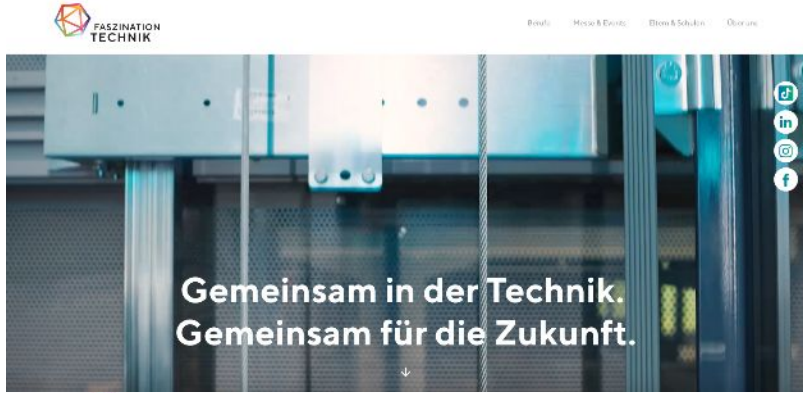 FASZINATION
TECHNIK
Berufe
Messe & Events
Eltern & Schulen
Über uns
Gemeinsam in der Technik.
Gemeinsam für die Zukunft.